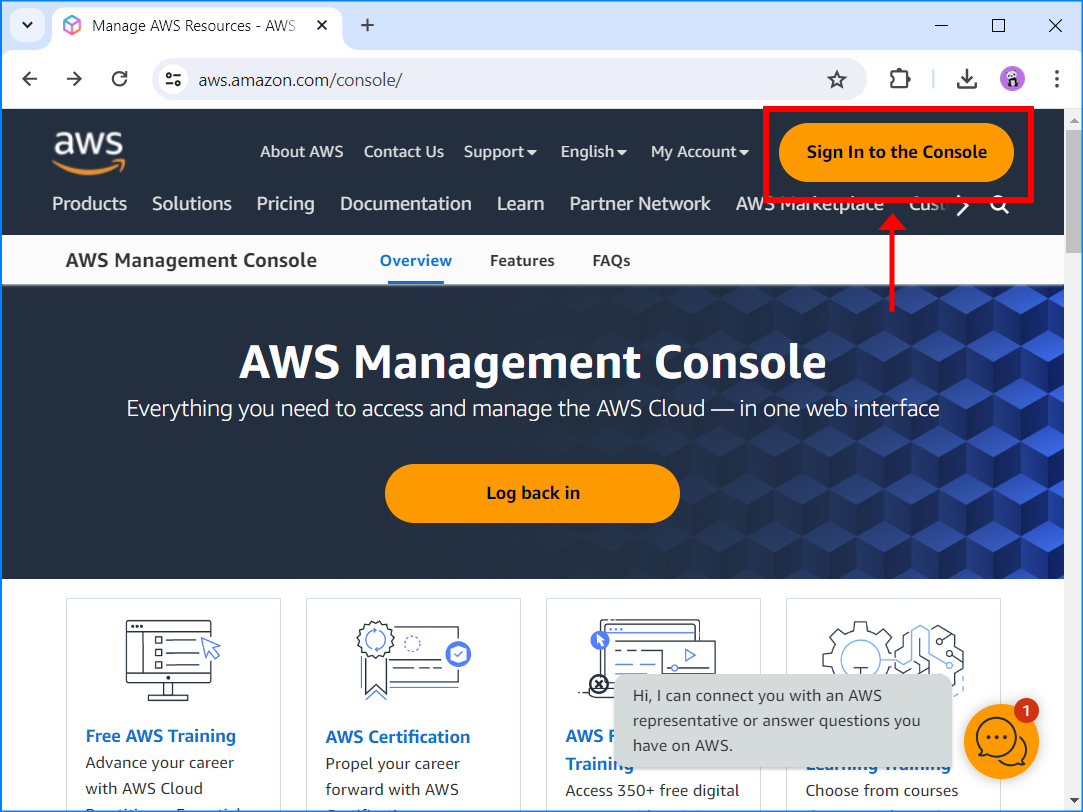 Manage AWS Resources - AWS
aws.amazon.com/console/
aws
About AWS Contact Us Support English My Account Sign In to the Console
Products Solutions Pricing Documentation Learn Partner Network AWS Marketplace Cust
AWS Management Console Overview Features FAQs
AWS Management Console
Everything you need to access and manage the AWS Cloud — in one web interface
Log back in
Free AWS Training
Advance your career
with AWS Cloud
AWS Certification
Propel your career
forward with AWS
AWS
Training
Access 350+ free digital
Learning Training
Choose from courses
Hi, I can connect you with an AWS
representative or answer questions you
have on AWS.
1